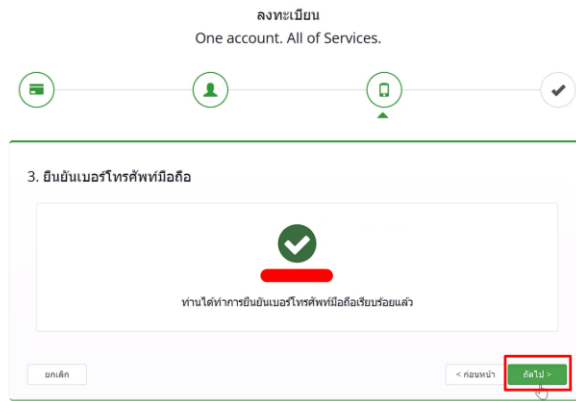 ลงทะเบียน
One account. All of Services.
3. ยืนยันเบอร์โทรศัพท์มือถือ
ท่านได้ทำการยืนยันเบอร์โทรศัพท์มือถือเรียบร้อยแล้ว
ยกเลิก
< ก่อนหน้า
ถัดไป >